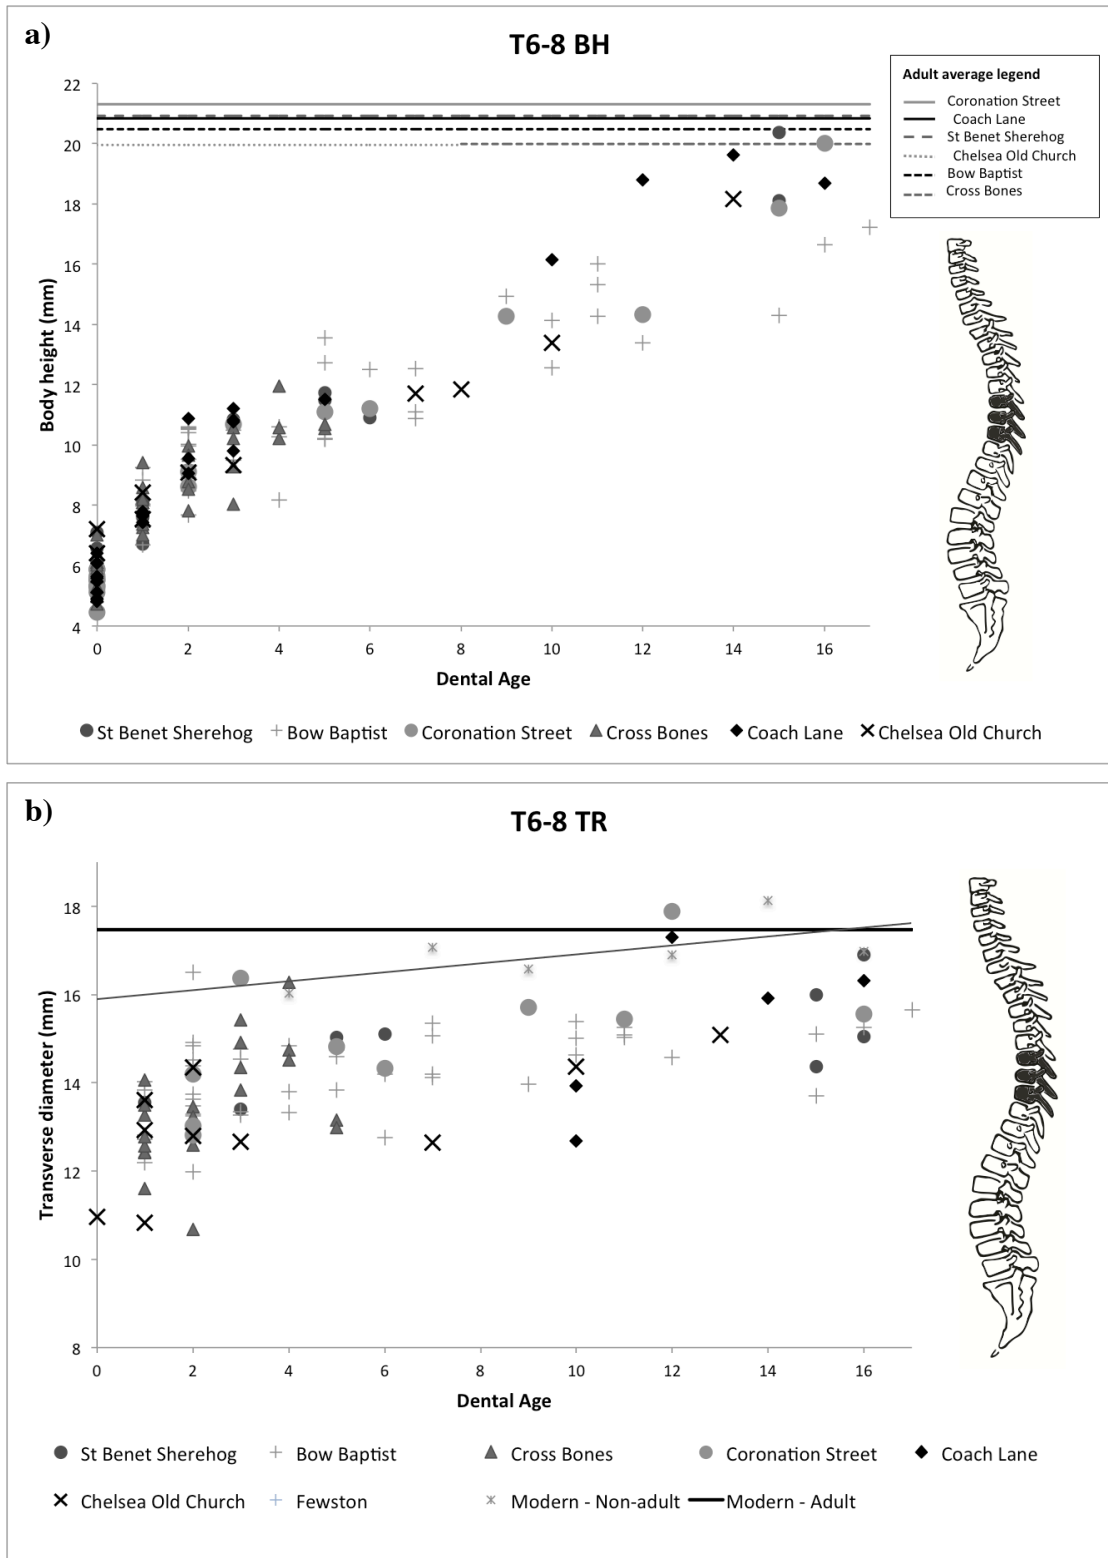 a)
T6-8 BH
Adult average legend
Coronation Street
Coach Lane
St Benet Sherehog
Chelsea Old Church
Bow Baptist
Cross Bones
22
20
18
16
14
12
10
8
6
4
Body height (mm)
0 2 4 6 8 10 12 14 16
Dental Age
St Benet Sherehog Bow Baptist Coronation Street Cross Bones Coach Lane Chelsea Old Church
b)
T6-8 TR
18
16
14
12
10
8
Transverse diameter (mm)
0 2 4 6 8 10 12 14 16
Dental Age
St Benet Sherehog Bow Baptist Cross Bones Coronation Street Coach Lane
Chelsea Old Church Fewston Modern - Non-adult Modern - Adult